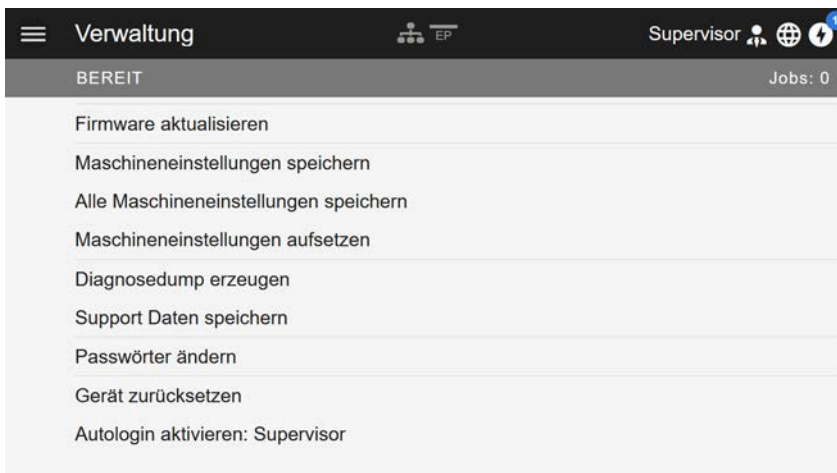 Verwaltung
EP
Supervisor
1
BEREIT
Jobs: 0
Firmware aktualisieren
Maschineneinstellungen speichern
Alle Maschineneinstellungen speichern
Maschineneinstellungen aufsetzen
Diagnosedump erzeugen
Support Daten speichern
Passwörter ändern
Gerät zurücksetzen
Autologin aktivieren: Supervisor